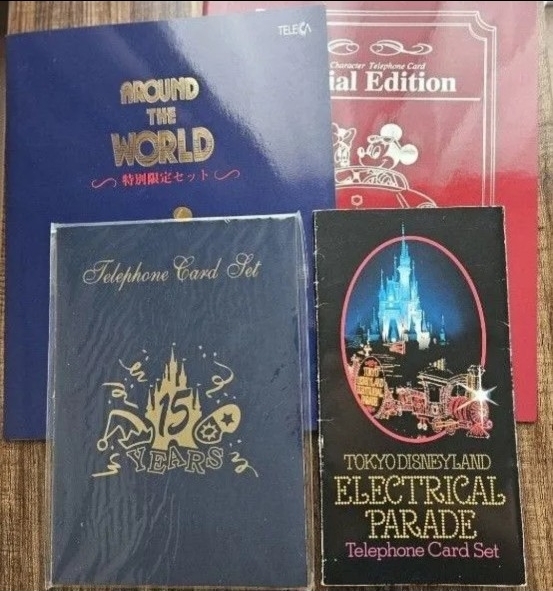 TELECA
AROUND
THE
WORLD
特別限定セット
Character Telephone Card
ial Edition
Telephone Card Set
15
YEARS
TOKYO DISNEYLAND
ELECTRICAL
PARADE
Telephone Card Set